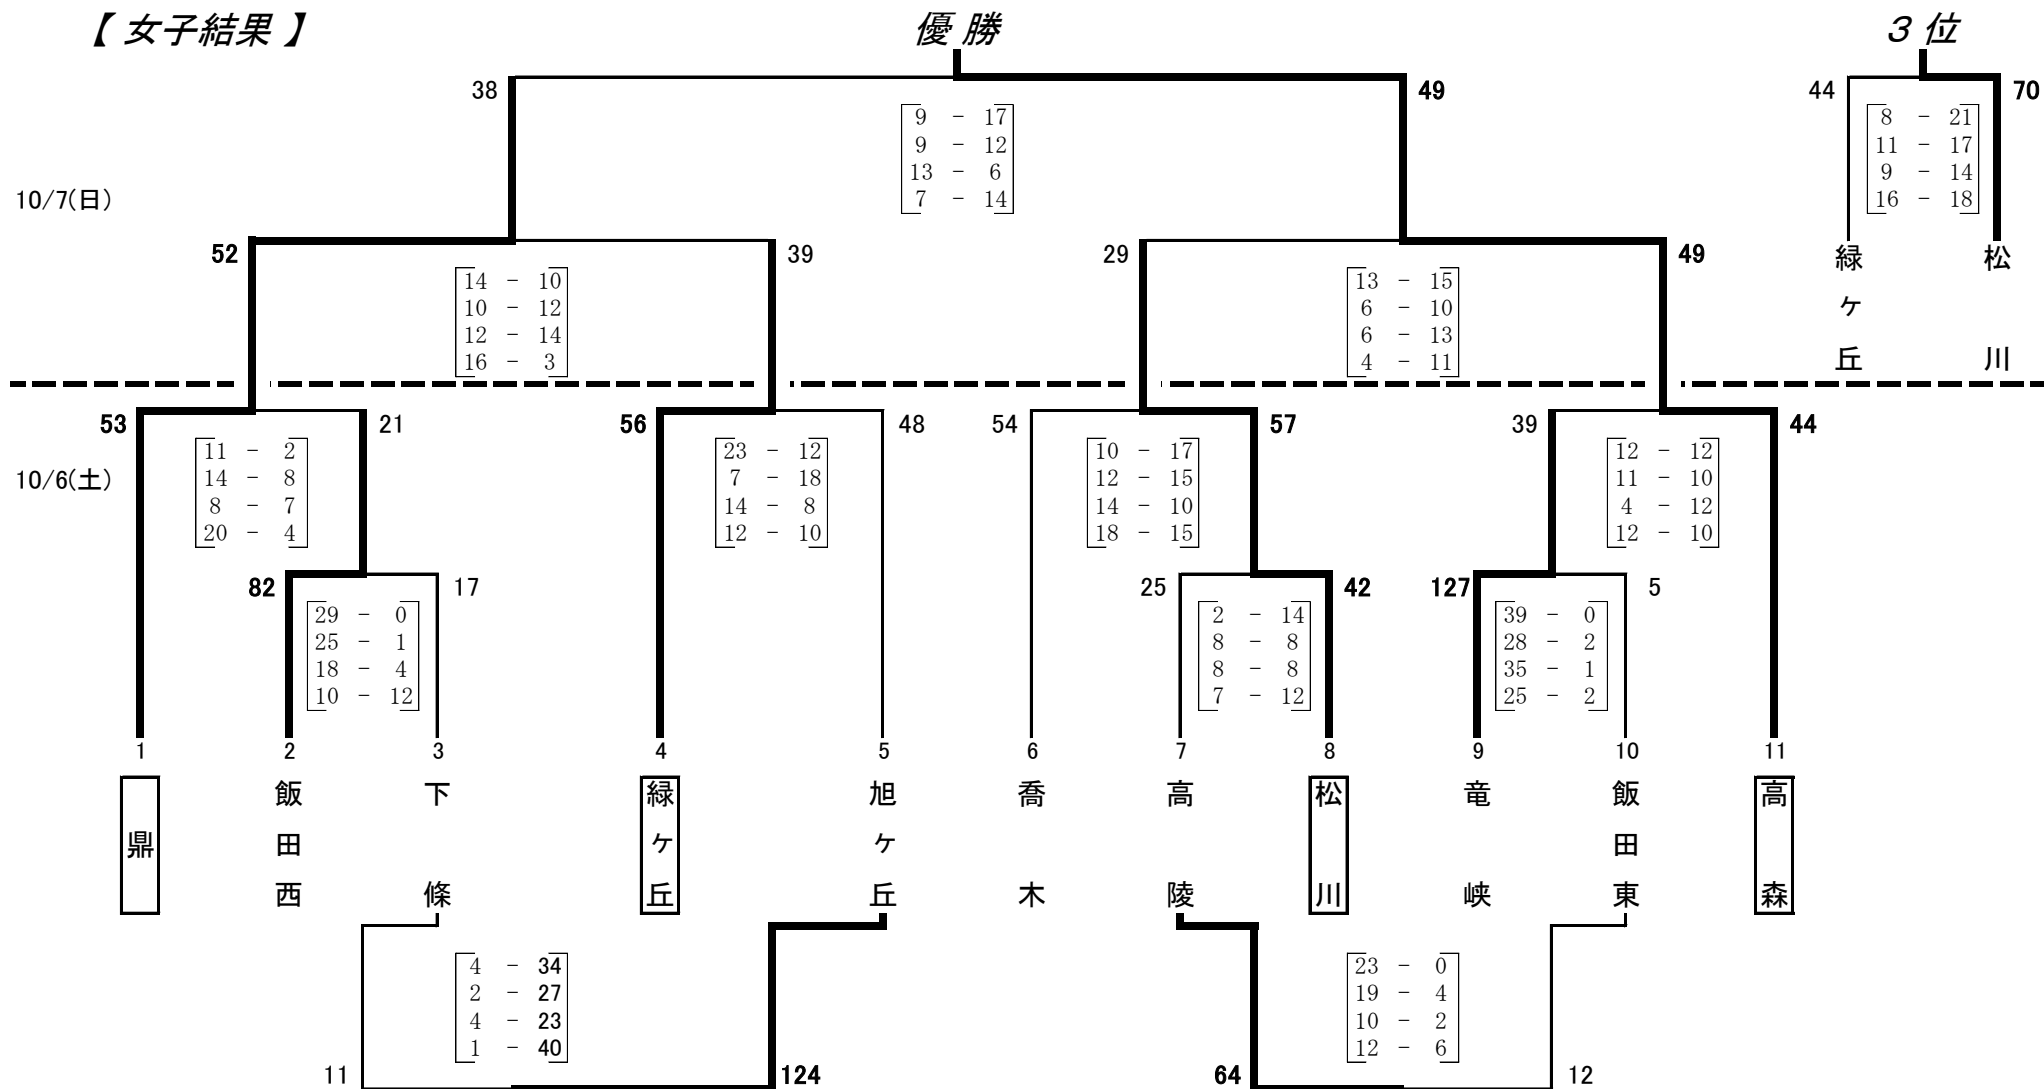 【 女子結果 】 優 勝 3 位
38 49 44 70
9 - 17 8 - 21
9 - 12 11 - 17
13 - 6 9 - 14
7 - 14 16 - 18
10/7(日)
52 39 29 49
緑ヶ丘 松川
14 - 10 13 - 15
10 - 12 6 - 10
12 - 14 6 - 13
16 - 3 4 - 11
53 21 56 48 54 57 39 44
10/6(土)
11 - 2 23 - 12 10 - 17 12 - 12
14 - 8 7 - 18 12 - 15 11 - 10
8 - 7 14 - 8 14 - 10 4 - 12
20 - 4 12 - 10 18 - 15 12 - 10
82 17 25 42 127 5
29 - 0 2 - 14 39 - 0
25 - 1 8 - 8 28 - 2
18 - 4 8 - 8 35 - 1
10 - 12 7 - 12 25 - 2
1 2 3 4 5 6 7 8 9 10 11
鼎 飯田西 下條 緑ヶ丘 旭ヶ丘 喬木 高陵 松川 竜峡 飯田東 高森
4 - 34 23 - 0
2 - 27 19 - 4
4 - 23 10 - 2
1 - 40 12 - 6
11 124 64 12